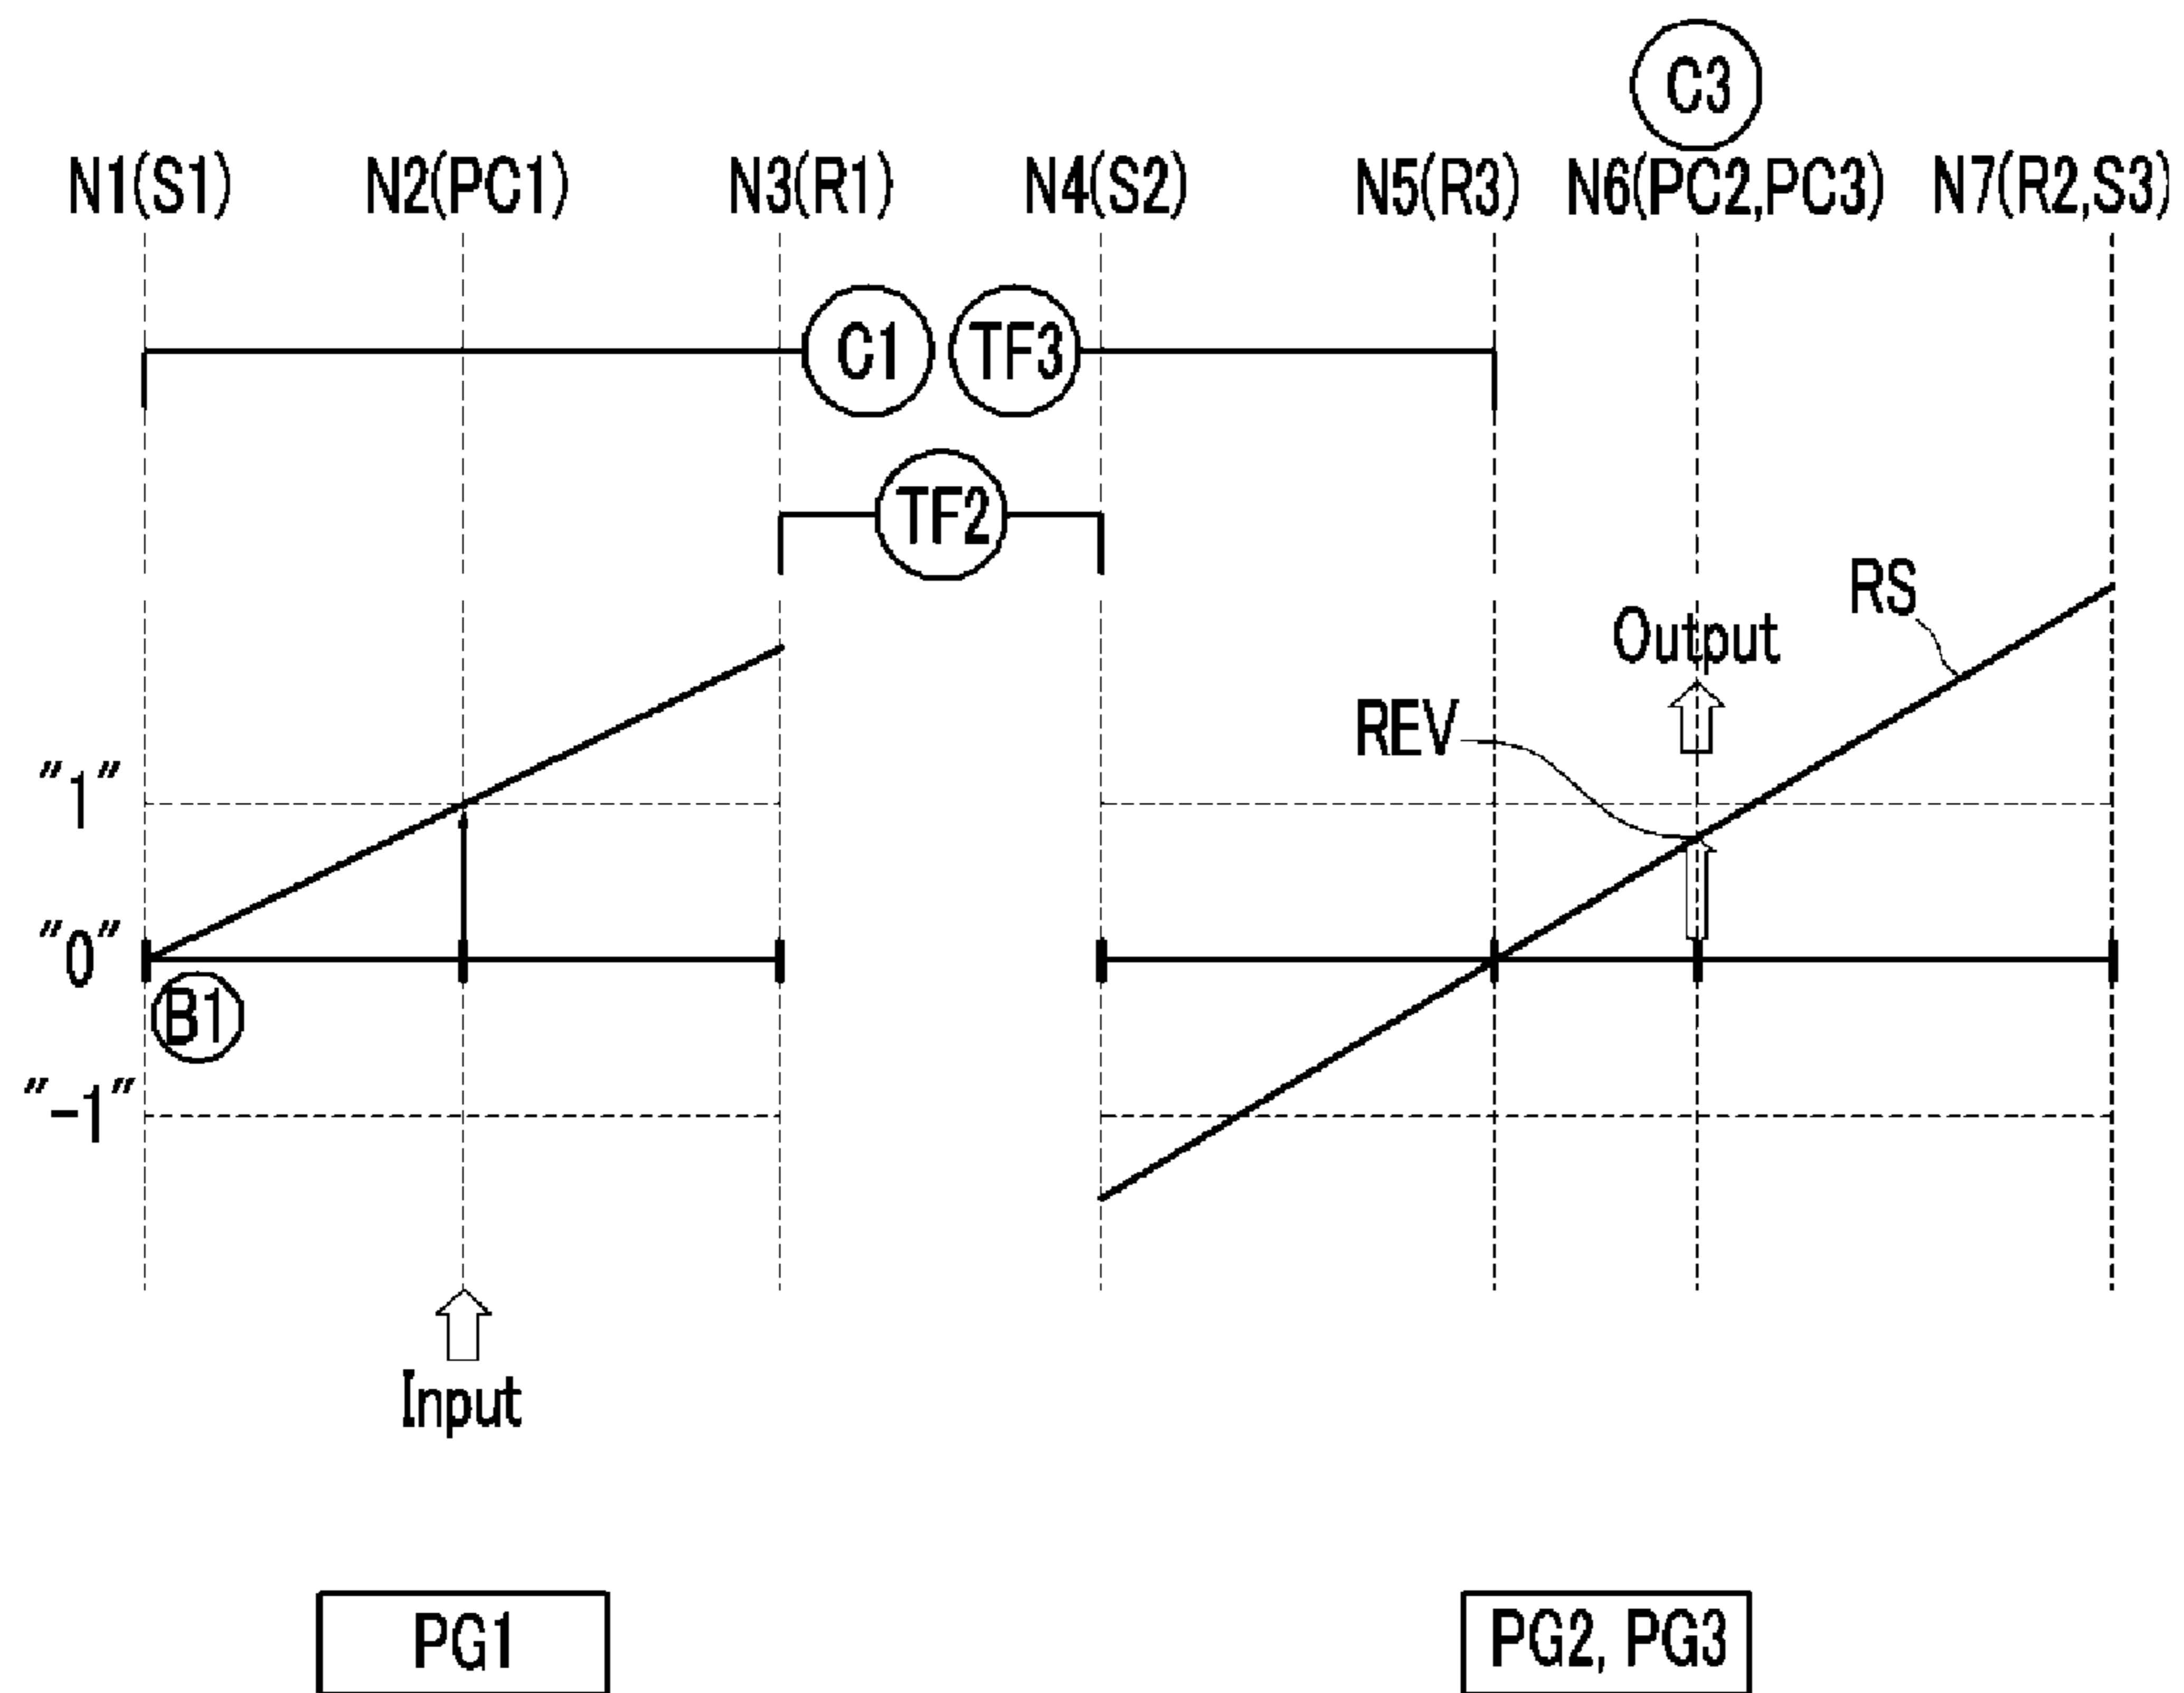 C3
N1(S1) N2(PC1) N3(R1) N4(S2) N5(R3) N6(PC2,PC3) N7(R2,S3)
C1 TF3
TF2
RS
Output
REV
"1"
"0"
B1
"-1"
Input
PG1 PG2, PG3